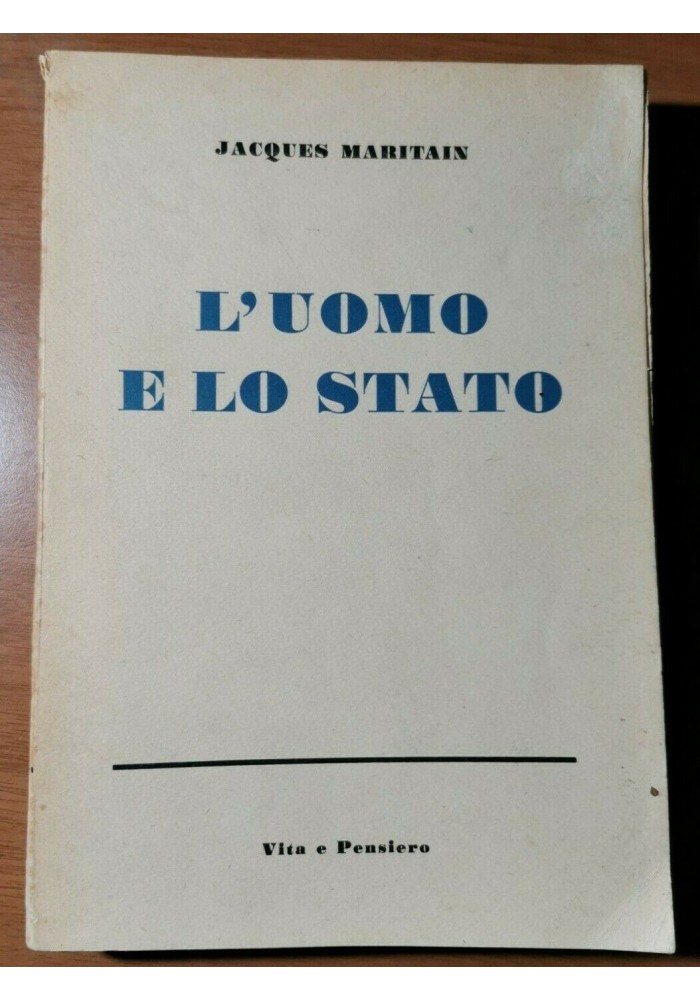 JACQUES MARITAIN
L'UOMO
E LO STATO
Vita e Pensiero